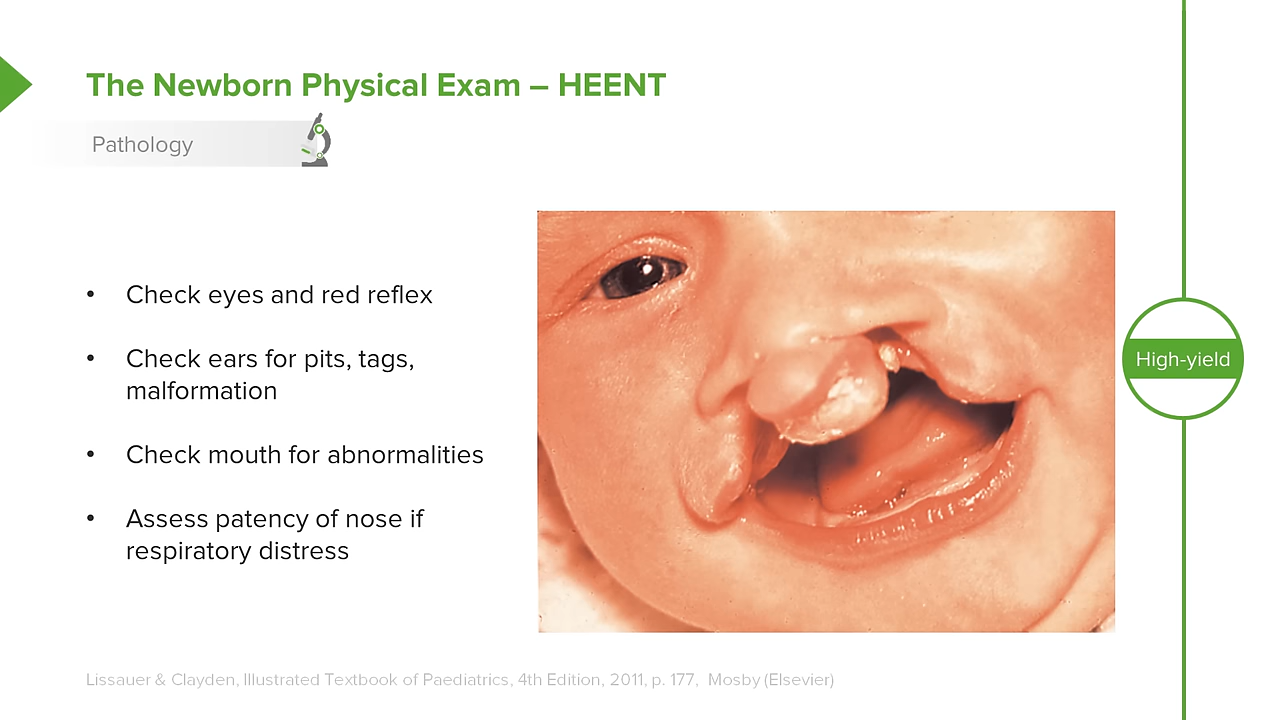 The Newborn Physical Exam – HEENT
Pathology
• Check eyes and red reflex
• Check ears for pits, tags,
malformation
• Check mouth for abnormalities
• Assess patency of nose if
respiratory distress
High-yield
Lissauer & Clayden, Illustrated Textbook of Paediatrics, 4th Edition, 2011, p. 177, Mosby (Elsevier)